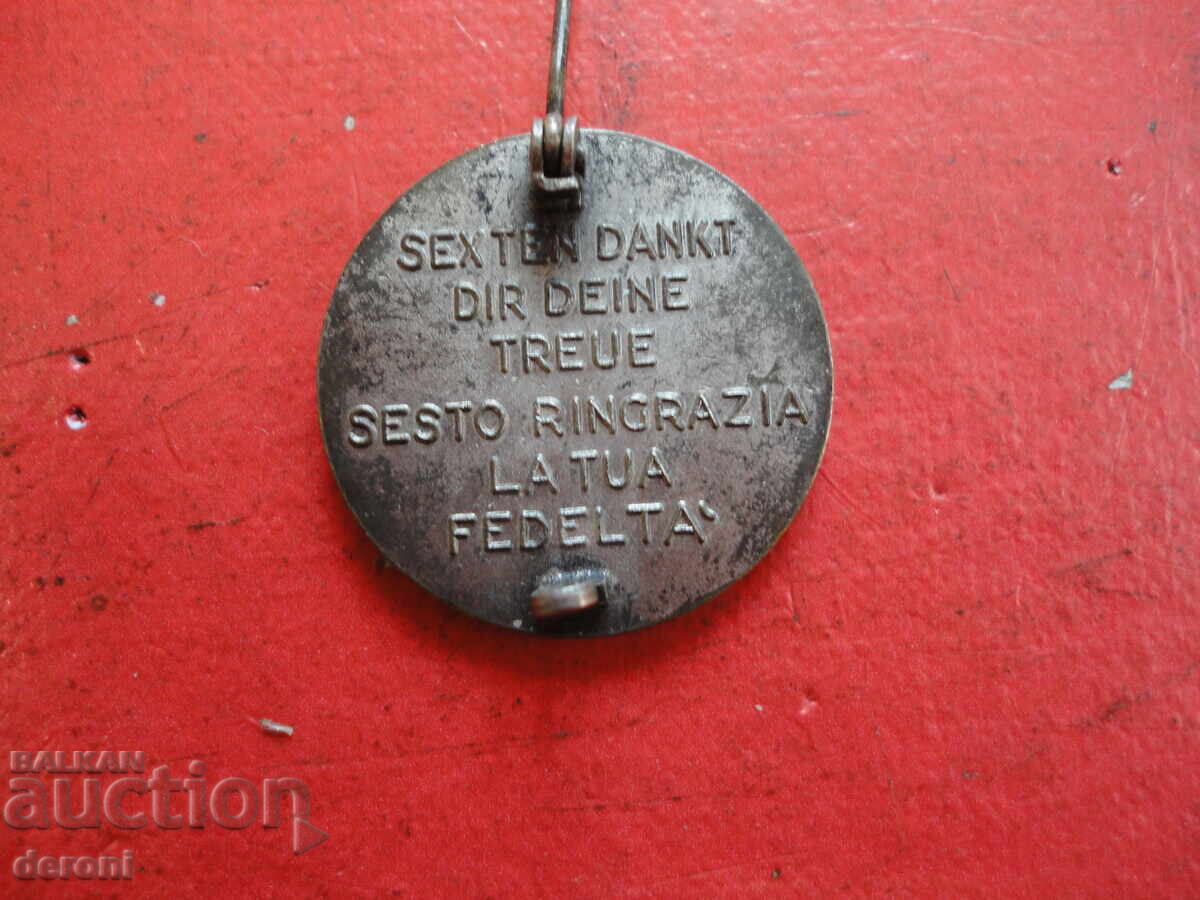 SEXTEN DANKT
DIR DEINE
TREUE
SESTO RINGRAZIA
LA TUA
FEDELTA`
BALKAN
auction
deroni